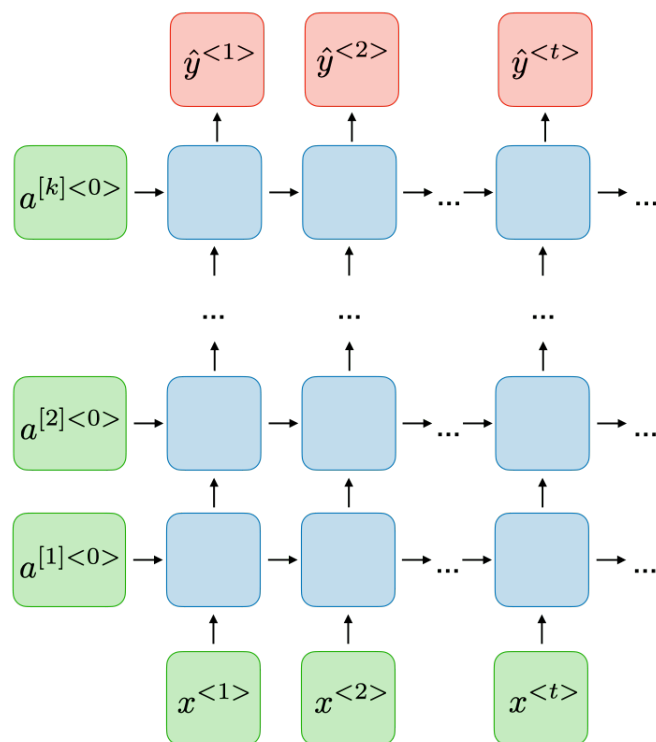 ŷ<1> ŷ<2> ŷ<t>
a[k]<0> ... ...
... ... ...
a[2]<0> ... ...
a[1]<0> ... ...
x<1> x<2> x<t>